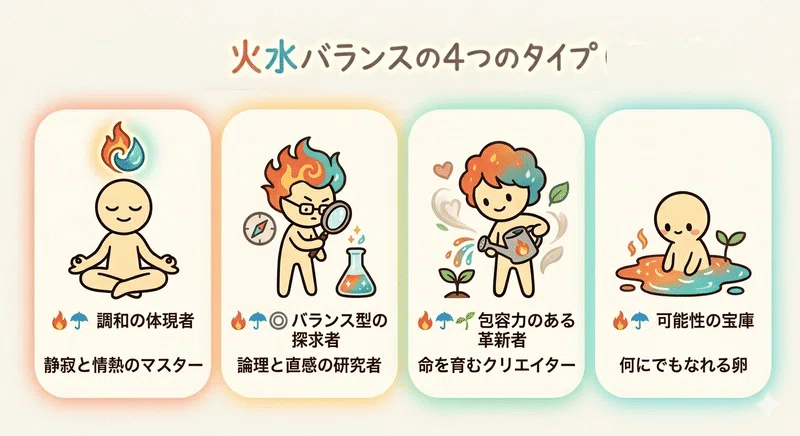 火水バランスの4つのタイプ（
🔥☂ 調和の体現者
静寂と情熱のマスター
🔥☂◎ バランス型の
探求者
論理と直感の研究者
🔥☂🌱 包容力のある
革新者
命を育むクリエイター
🔥☂ 可能性の宝庫
何にでもなれる卵